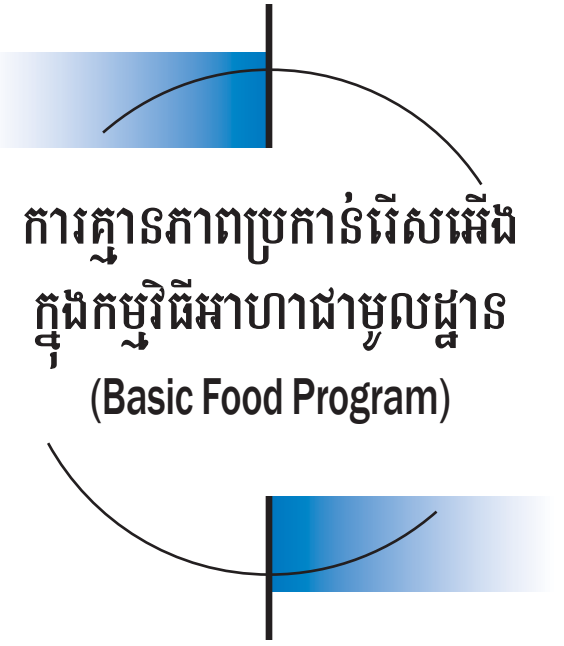 ការគ្មានភាពប្រកាន់រើសអើង
ក្នុងកម្មវិធីអាហាជាមូលដ្ឋាន
(Basic Food Program)